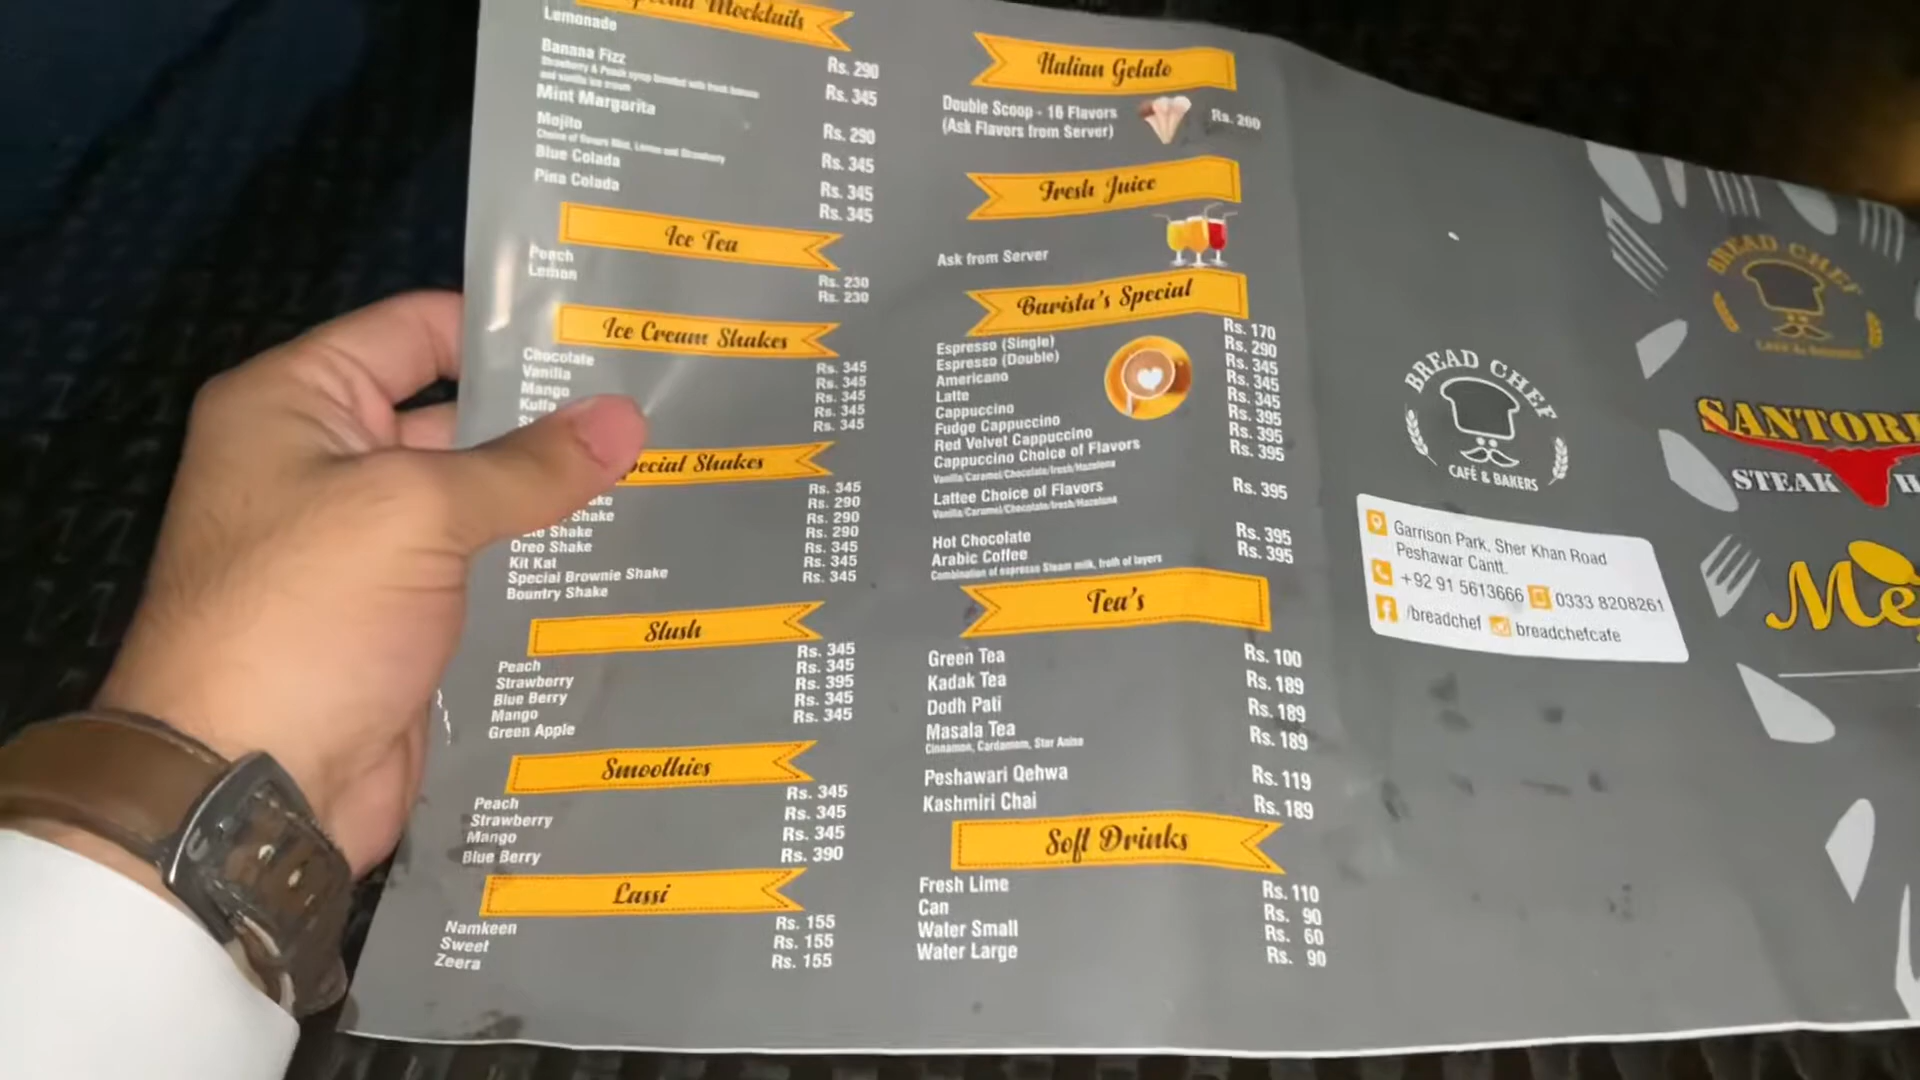 Special Mocktails
Lemonade Rs. 290
Banana Fizz Rs. 345
Strawberry & Peach syrup blended with fresh banana
and vanilla ice cream
Mint Margarita Rs. 290
Mojito Rs. 345
Choice of flavors Mint, Lemon and Strawberry
Blue Colada Rs. 345
Pina Colada Rs. 345
Ice Tea
Peach Rs. 230
Lemon Rs. 230
Ice Cream Shakes
Chocolate Rs. 345
Vanilla Rs. 345
Mango Rs. 345
Kulfa Rs. 345
Rs. 345
pecial Shakes
Rs. 345
ake Rs. 290
Shake Rs. 290
Shake Rs. 290
Oreo Shake Rs. 345
Kit Kat Rs. 345
Special Brownie Shake Rs. 345
Bountry Shake
Slush
Peach Rs. 345
Strawberry Rs. 345
Blue Berry Rs. 395
Mango Rs. 345
Green Apple Rs. 345
Smoothies
Peach Rs. 345
Strawberry Rs. 345
Mango Rs. 345
Blue Berry Rs. 390
Lassi
Namkeen Rs. 155
Sweet Rs. 155
Zeera Rs. 155
Italian Gelato
Double Scoop - 16 Flavors Rs. 200
(Ask Flavors from Server)
Fresh Juice
Ask from Server
Barista's Special
Espresso (Single) Rs. 170
Espresso (Double) Rs. 290
Americano Rs. 345
Latte Rs. 345
Cappuccino Rs. 345
Fudge Cappuccino Rs. 395
Red Velvet Cappuccino Rs. 395
Cappuccino Choice of Flavors Rs. 395
Vanilla/Caramel/Chocolate/Iresh/Hazelona
Lattee Choice of Flavors Rs. 395
Vanilla/Caramel/Chocolate/Iresh/Hazelona
Hot Chocolate Rs. 395
Arabic Coffee Rs. 395
Combination of espresso Steam milk, froth of layers
Tea's
Green Tea Rs. 100
Kadak Tea Rs. 189
Dodh Pati Rs. 189
Masala Tea Rs. 189
Cinnamon, Cardamom, Star Anise
Peshawari Qehwa Rs. 119
Kashmiri Chai Rs. 189
Soft Drinks
Fresh Lime Rs. 110
Can Rs. 90
Water Small Rs. 60
Water Large Rs. 90
BREAD CHEF
CAFÉ & BAKERS
Garrison Park, Sher Khan Road
Peshawar Cantt.
+92 91 5613666 0333 8208261
/breadchef breadchefcafe
BREAD CHEF
CAFÉ & BAKERS
SANTORI
STEAK H
Me